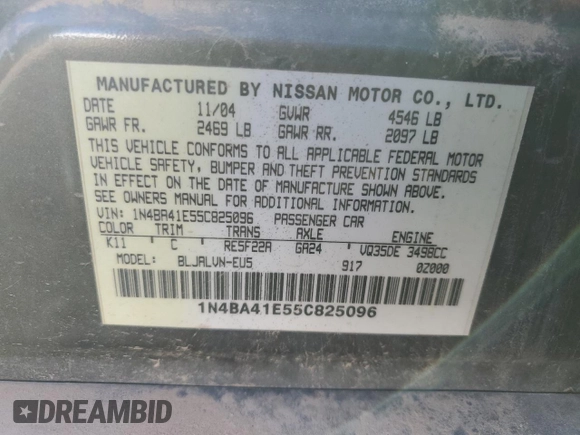 MANUFACTURED BY NISSAN MOTOR CO., LTD.
DATE 11/04 GVWR 4546 LB
GAWR FR. 2469 LB GAWR RR. 2097 LB
THIS VEHICLE CONFORMS TO ALL APPLICABLE FEDERAL MOTOR
VEHICLE SAFETY, BUMPER AND THEFT PREVENTION STANDARDS
IN EFFECT ON THE DATE OF MANUFACTURE SHOWN ABOVE.
SEE OWNERS MANUAL FOR ADDITIONAL INFORMATION.
VIN: 1N4BA41E55C825096 PASSENGER CAR
COLOR TRIM TRANS AXLE ENGINE
K11 C RE5F22A GA24 VQ35DE 3498CC
MODEL: BLJALVN-EU5 917 0Z000
1N4BA41E55C825096
DREAMBID